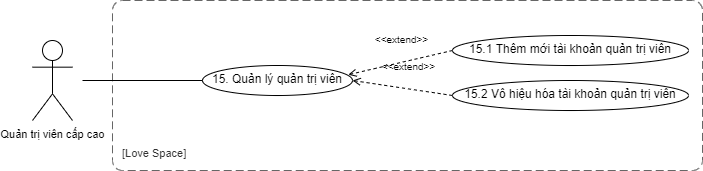 <<extend>>
15.1 Thêm mới tài khoản quản trị viên
15. Quản lý quản trị viên
<<extend>>
15.2 Vô hiệu hóa tài khoản quản trị viên
Quản trị viên cấp cao
[Love Space]